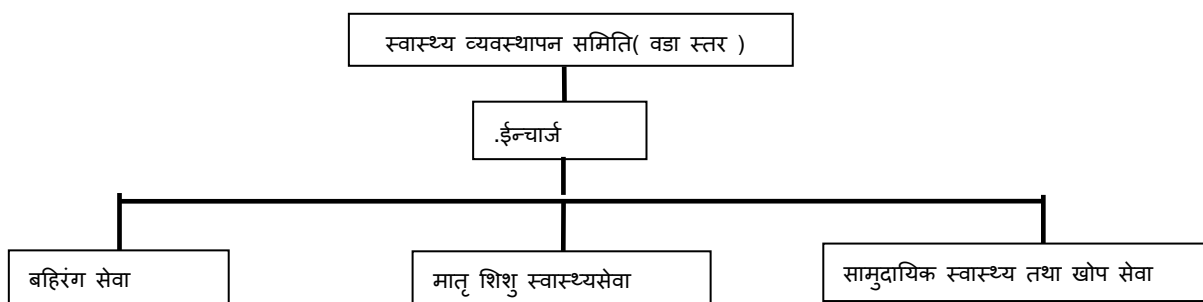 स्वास्थ्य व्यवस्थापन समिति( वडा स्तर )
.ईन्चार्ज
बहिरंग सेवा
मातृ शिशु स्वास्थ्यसेवा
सामुदायिक स्वास्थ्य तथा खोप सेवा